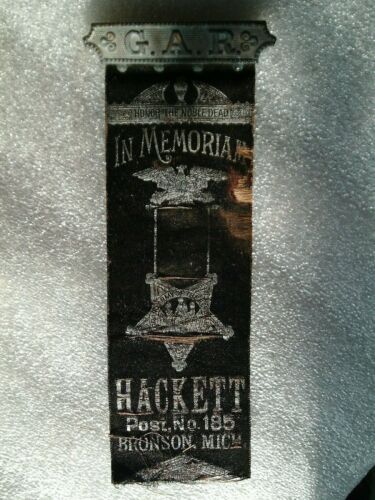 G.A.R.
HONOR THE NOBLE DEAD
IN MEMORIAM
HACKETT
Post, No. 185
BRONSON, MICH.